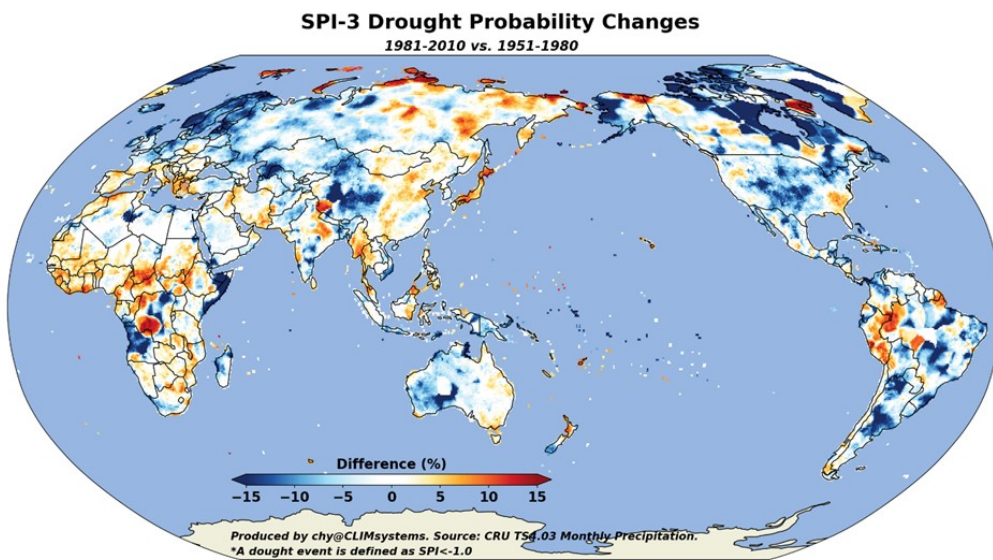 SPI-3 Drought Probability Changes
1981-2010 vs. 1951-1980
Difference (%)
−15 −10 −5 0 5 10 15
Produced by chy@CLIMsystems. Source: CRU TS4.03 Monthly Precipitation.
*A dought event is defined as SPI<-1.0